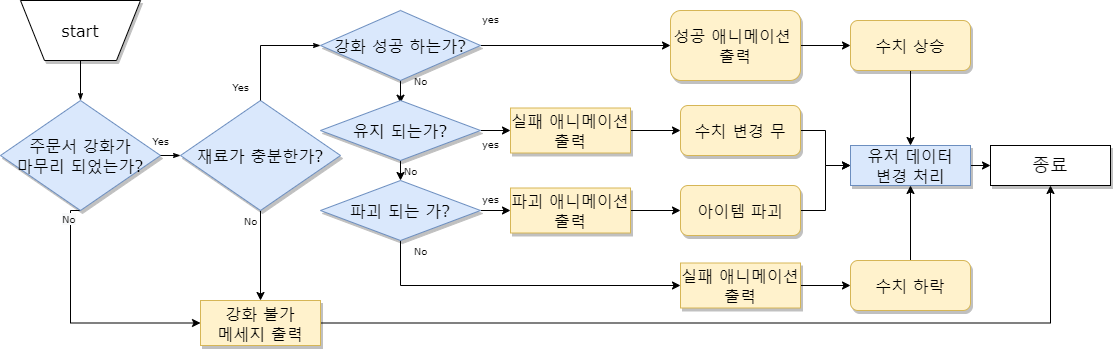 start
주문서 강화가
마무리 되었는가?
Yes
No
재료가 충분한가?
Yes
No
강화 불가
메세지 출력
강화 성공 하는가?
yes
No
성공 애니메이션
출력
수치 상승
유지 되는가?
yes
No
실패 애니메이션
출력
수치 변경 무
파괴 되는 가?
yes
No
파괴 애니메이션
출력
아이템 파괴
실패 애니메이션
출력
수치 하락
유저 데이터
변경 처리
종료